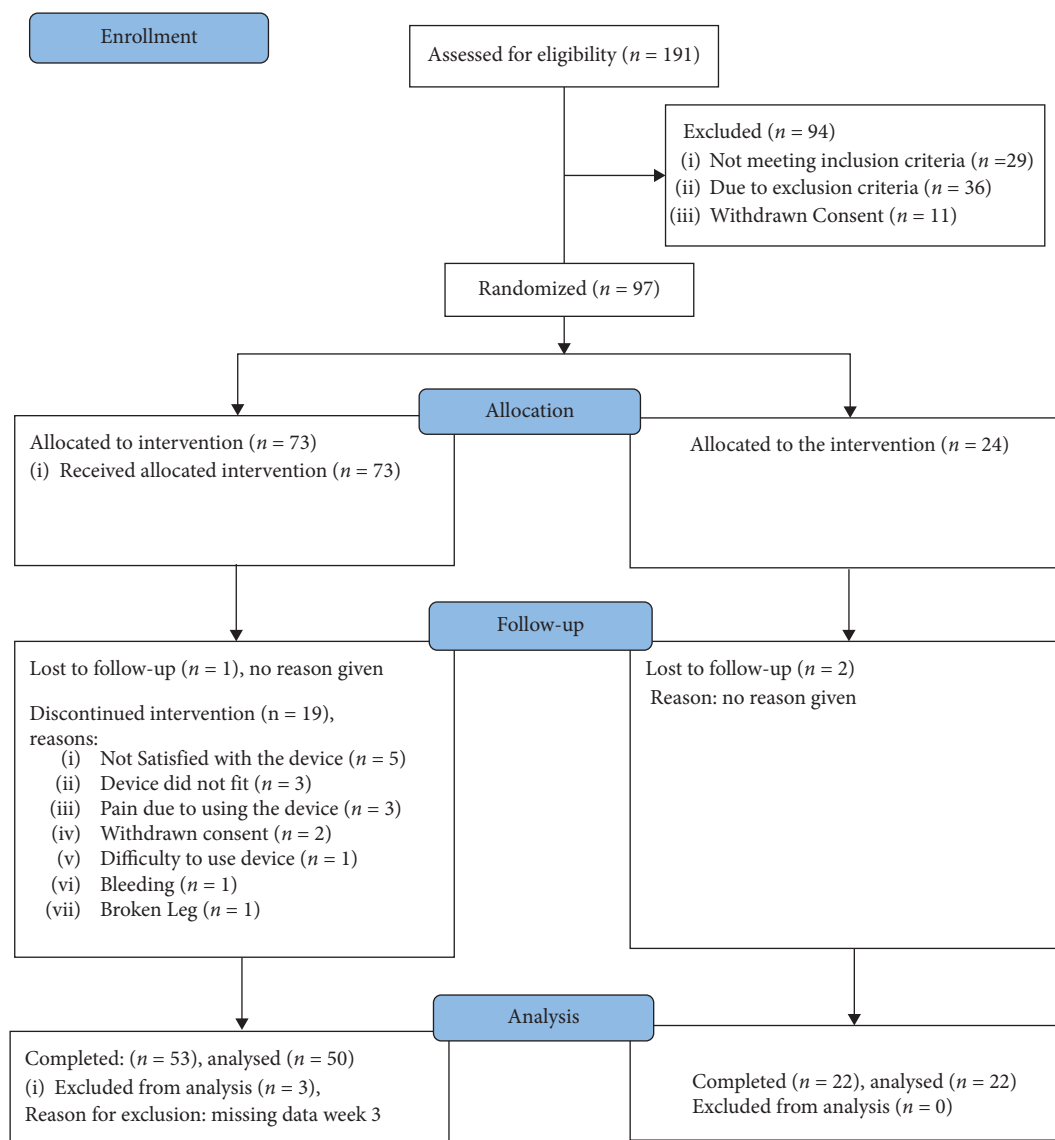 Enrollment
Assessed for eligibility (n = 191)
Excluded (n = 94)
(i) Not meeting inclusion criteria (n =29)
(ii) Due to exclusion criteria (n = 36)
(iii) Withdrawn Consent (n = 11)
Randomized (n = 97)
Allocation
Allocated to intervention (n = 73)
(i) Received allocated intervention (n = 73)
Allocated to the intervention (n = 24)
Follow-up
Lost to follow-up (n = 1), no reason given
Discontinued intervention (n = 19),
reasons:
(i) Not Satisfied with the device (n = 5)
(ii) Device did not fit (n = 3)
(iii) Pain due to using the device (n = 3)
(iv) Withdrawn consent (n = 2)
(v) Difficulty to use device (n = 1)
(vi) Bleeding (n = 1)
(vii) Broken Leg (n = 1)
Lost to follow-up (n = 2)
Reason: no reason given
Analysis
Completed: (n = 53), analysed (n = 50)
(i) Excluded from analysis (n = 3),
Reason for exclusion: missing data week 3
Completed (n = 22), analysed (n = 22)
Excluded from analysis (n = 0)